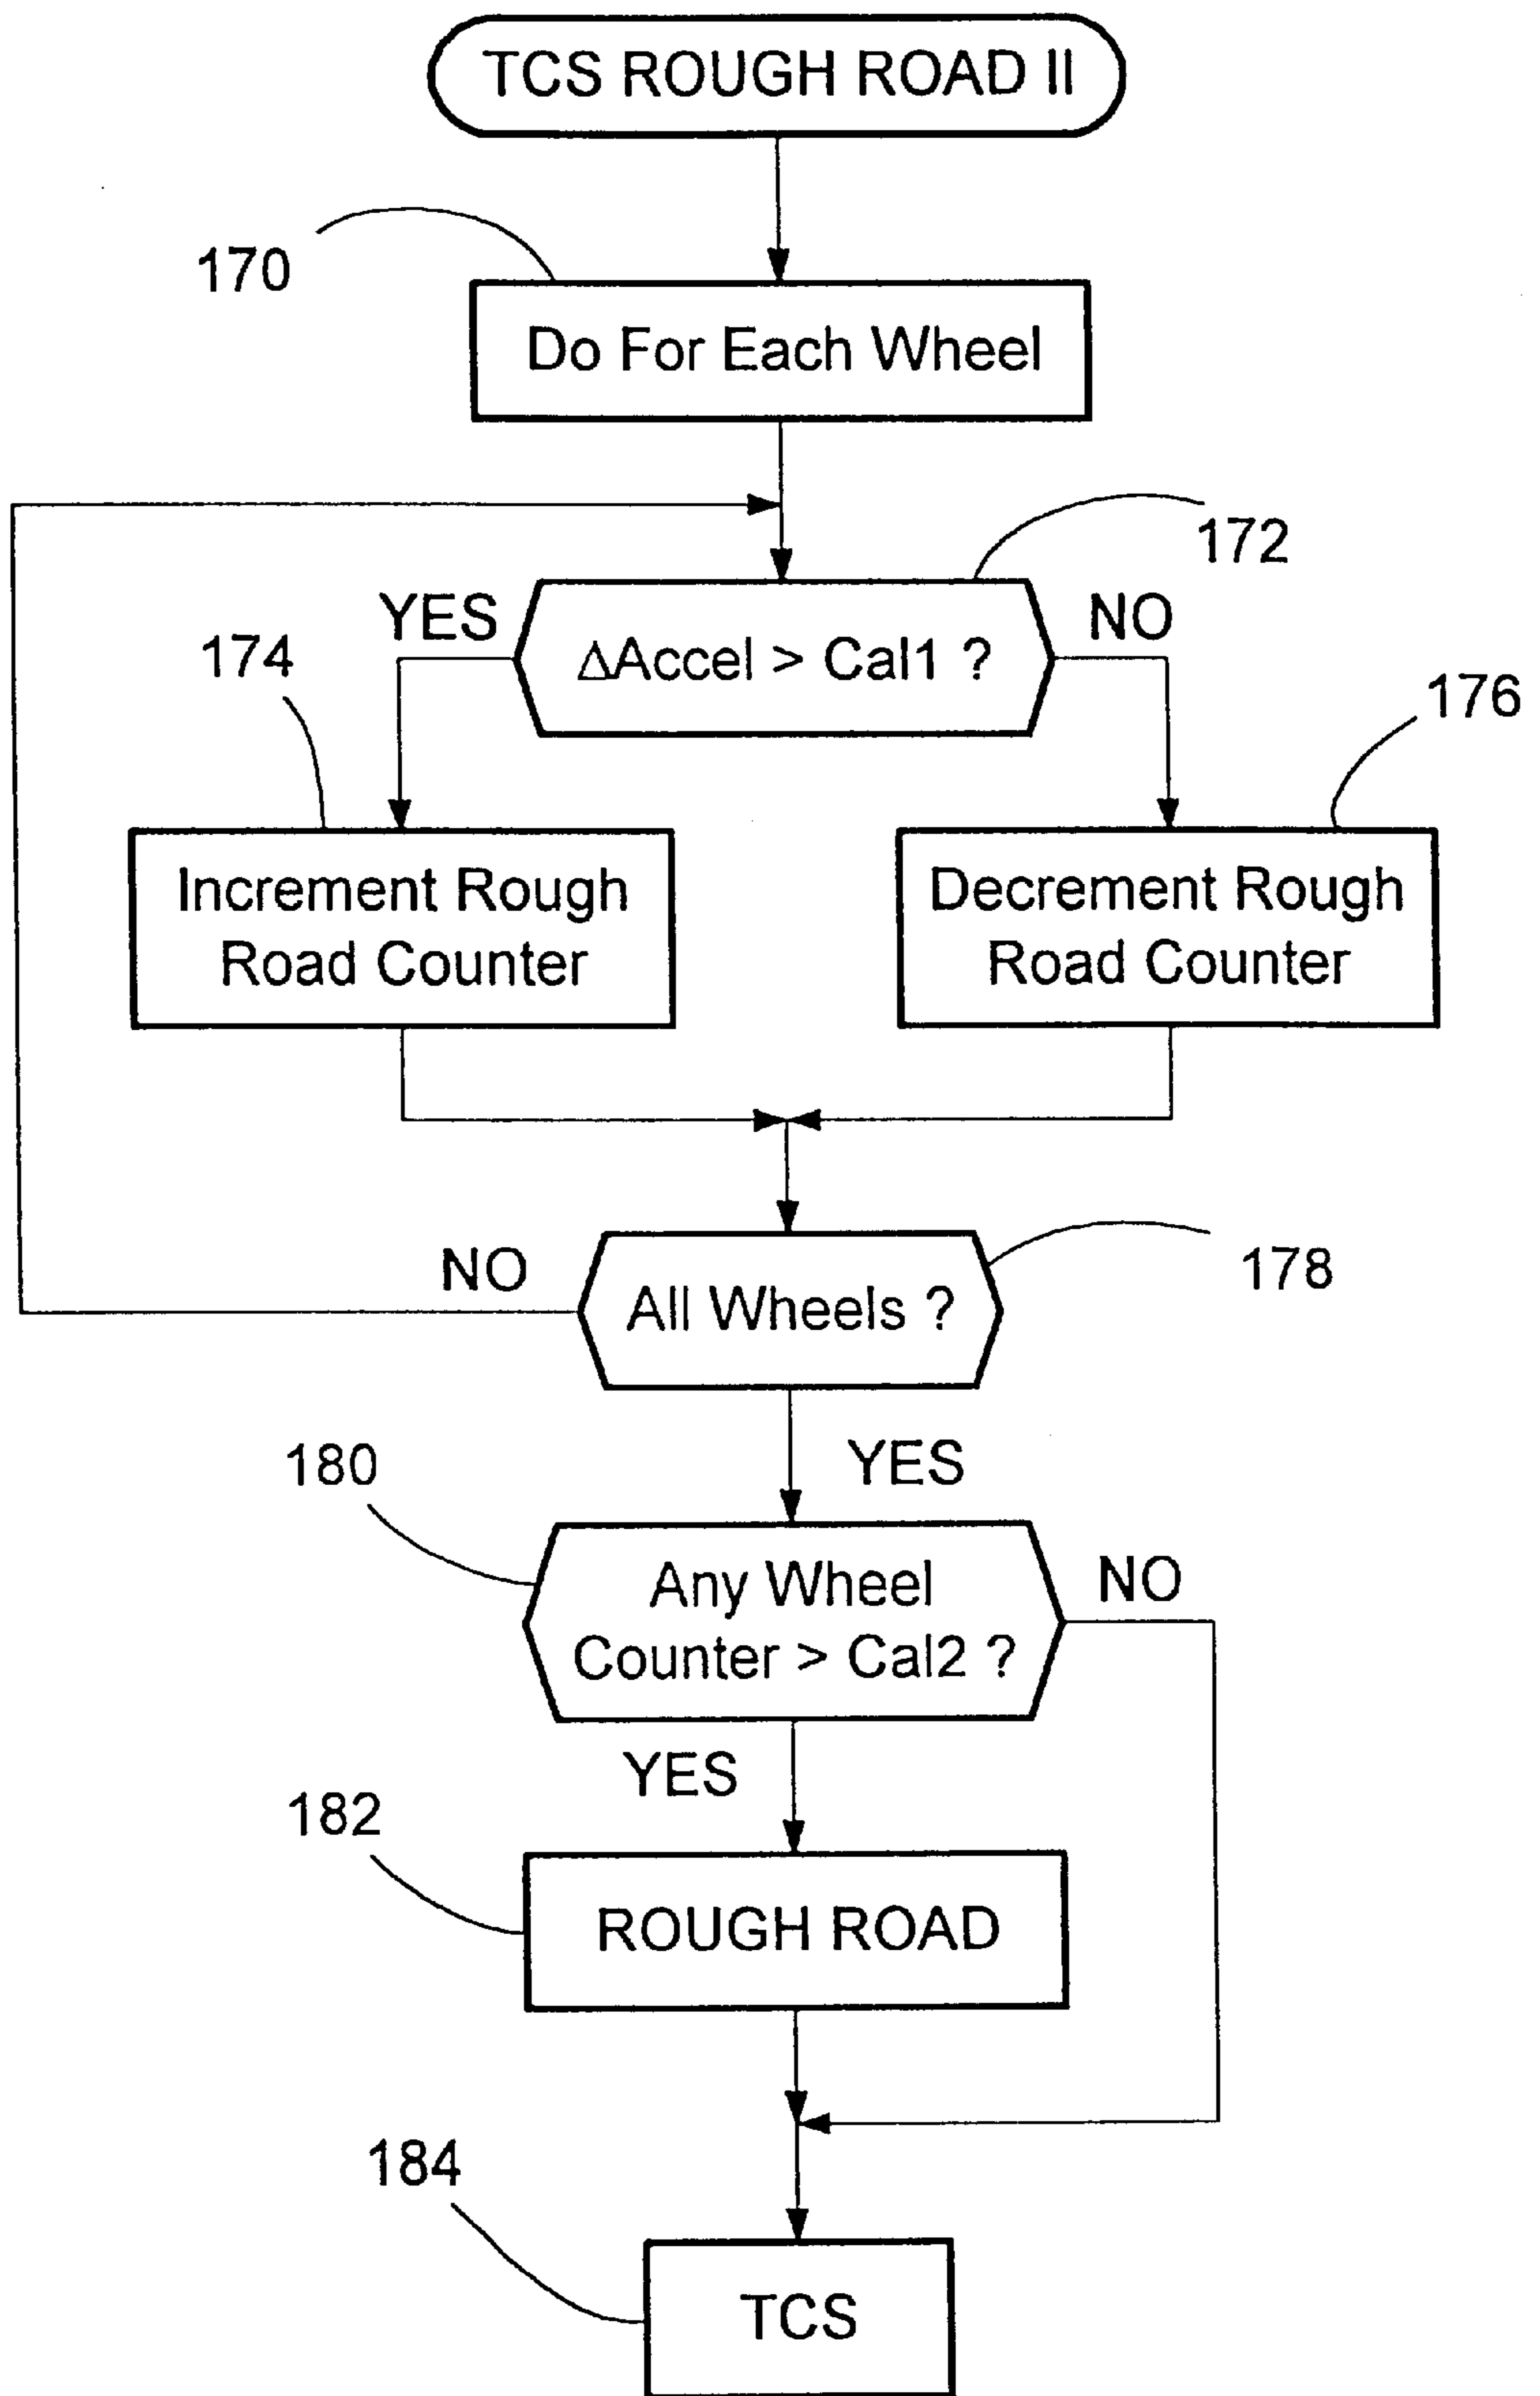 TCS ROUGH ROAD II
170
Do For Each Wheel
172
YES
NO
174
ΔAccel > Cal1 ?
176
Increment Rough
Road Counter
Decrement Rough
Road Counter
NO
178
All Wheels ?
180
YES
Any Wheel
Counter > Cal2 ?
NO
YES
182
ROUGH ROAD
184
TCS